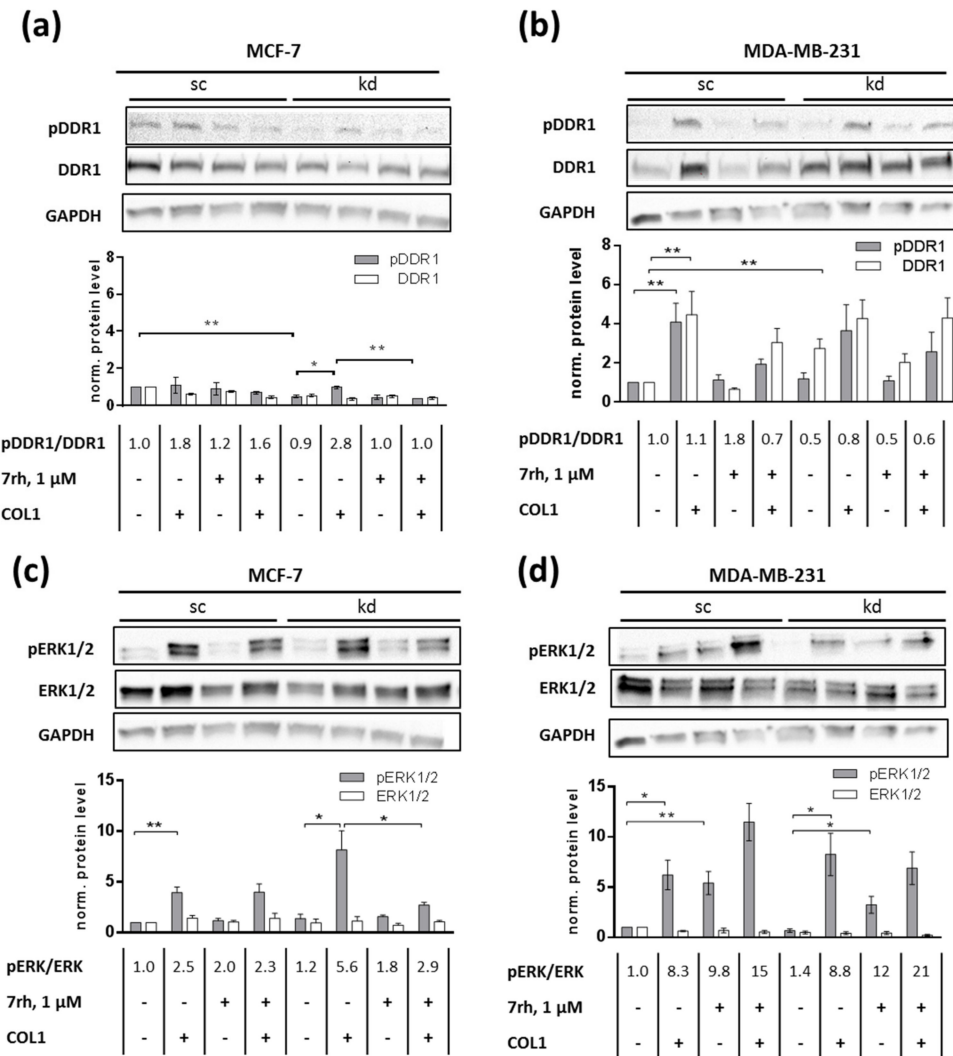 (a)
MCF-7
sc kd
pDDR1
DDR1
GAPDH
norm. protein level
8
6
4
2
0
pDDR1
DDR1
**
*
**
pDDR1/DDR1 1.0 1.8 1.2 1.6 0.9 2.8 1.0 1.0
7rh, 1 µM - - + + - - + +
COL1 - + - + - + - +
(b)
MDA-MB-231
sc kd
pDDR1
DDR1
GAPDH
norm. protein level
8
6
4
2
0
pDDR1
DDR1
**
**
**
pDDR1/DDR1 1.0 1.1 1.8 0.7 0.5 0.8 0.5 0.6
7rh, 1 µM - - + + - - + +
COL1 - + - + - + - +
(c)
MCF-7
sc kd
pERK1/2
ERK1/2
GAPDH
norm. protein level
15
10
5
0
pERK1/2
ERK1/2
**
*
*
pERK/ERK 1.0 2.5 2.0 2.3 1.2 5.6 1.8 2.9
7rh, 1 µM - - + + - - + +
COL1 - + - + - + - +
(d)
MDA-MB-231
sc kd
pERK1/2
ERK1/2
GAPDH
norm. protein level
15
10
5
0
pERK1/2
ERK1/2
*
**
*
*
pERK/ERK 1.0 8.3 9.8 15 1.4 8.8 12 21
7rh, 1 µM - - + + - - + +
COL1 - + - + - + - +